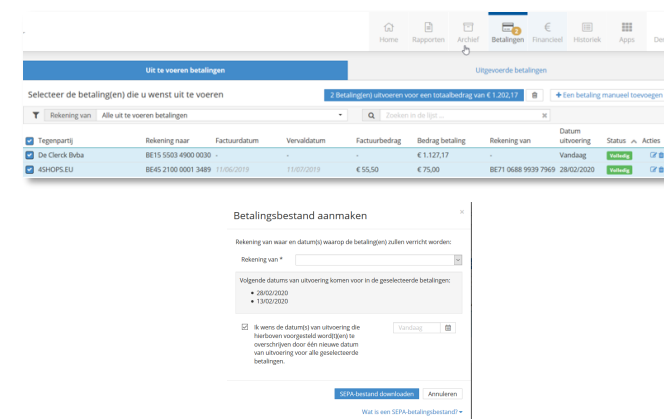 Home Rapporten Archief Betalingen 2 Financieel Historiek Apps
Uit te voeren betalingen Uitgevoerde betalingen
Selecteer de betaling(en) die u wenst uit te voeren 2 Betaling(en) uitvoeren voor een totaalbedrag van € 1.202,17 + Een betaling manueel toevoegen
Rekening van Alle uit te voeren betalingen Zoeken in de lijst ...
Tegenpartij Rekening naar Factuurdatum Vervaldatum Factuurbedrag Bedrag betaling Rekening van Datum uitvoering Status Acties
De Clerck Bvba BE15 5503 4900 0030 - - - € 1.127,17 - Vandaag Volledig
4SHOPS.EU BE45 2100 0001 3489 11/06/2019 11/07/2019 € 55,50 € 75,00 BE71 0688 9939 7969 28/02/2020 Volledig
Betalingsbestand aanmaken ×
Rekening van waar en datum(s) waarop de betaling(en) zullen verricht worden:
Rekening van *
Volgende datums van uitvoering komen voor in de geselecteerde betalingen:
• 28/02/2020
• 13/02/2020
Ik wens de datum(s) van uitvoering die Vandaag
hierboven voorgesteld word(t)(en) te
overschrijven door één nieuwe datum
van uitvoering voor alle geselecteerde
betalingen.
SEPA-bestand downloaden Annuleren
Wat is een SEPA-betalingsbestand?